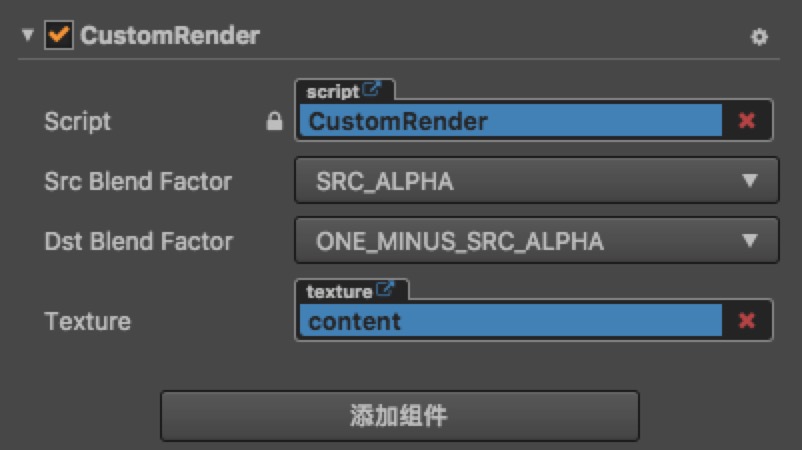 CustomRender
script
Script CustomRender
Src Blend Factor SRC_ALPHA
Dst Blend Factor ONE_MINUS_SRC_ALPHA
texture
Texture content
添加组件